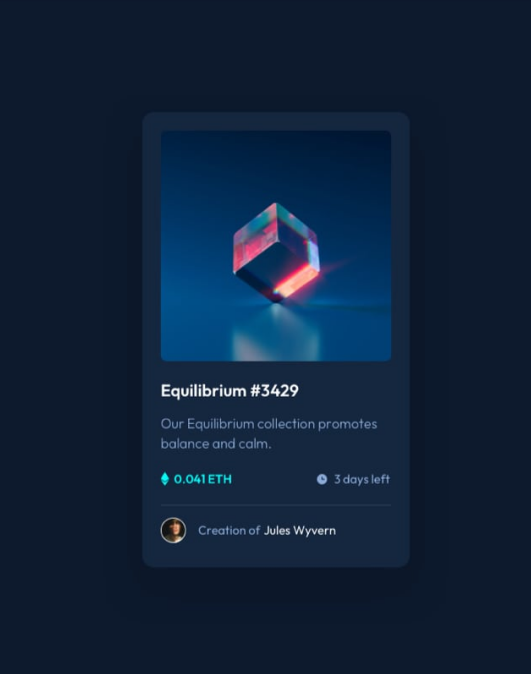 Equilibrium #3429
Our Equilibrium collection promotes
balance and calm.
0.041 ETH
3 days left
Creation of Jules Wyvern